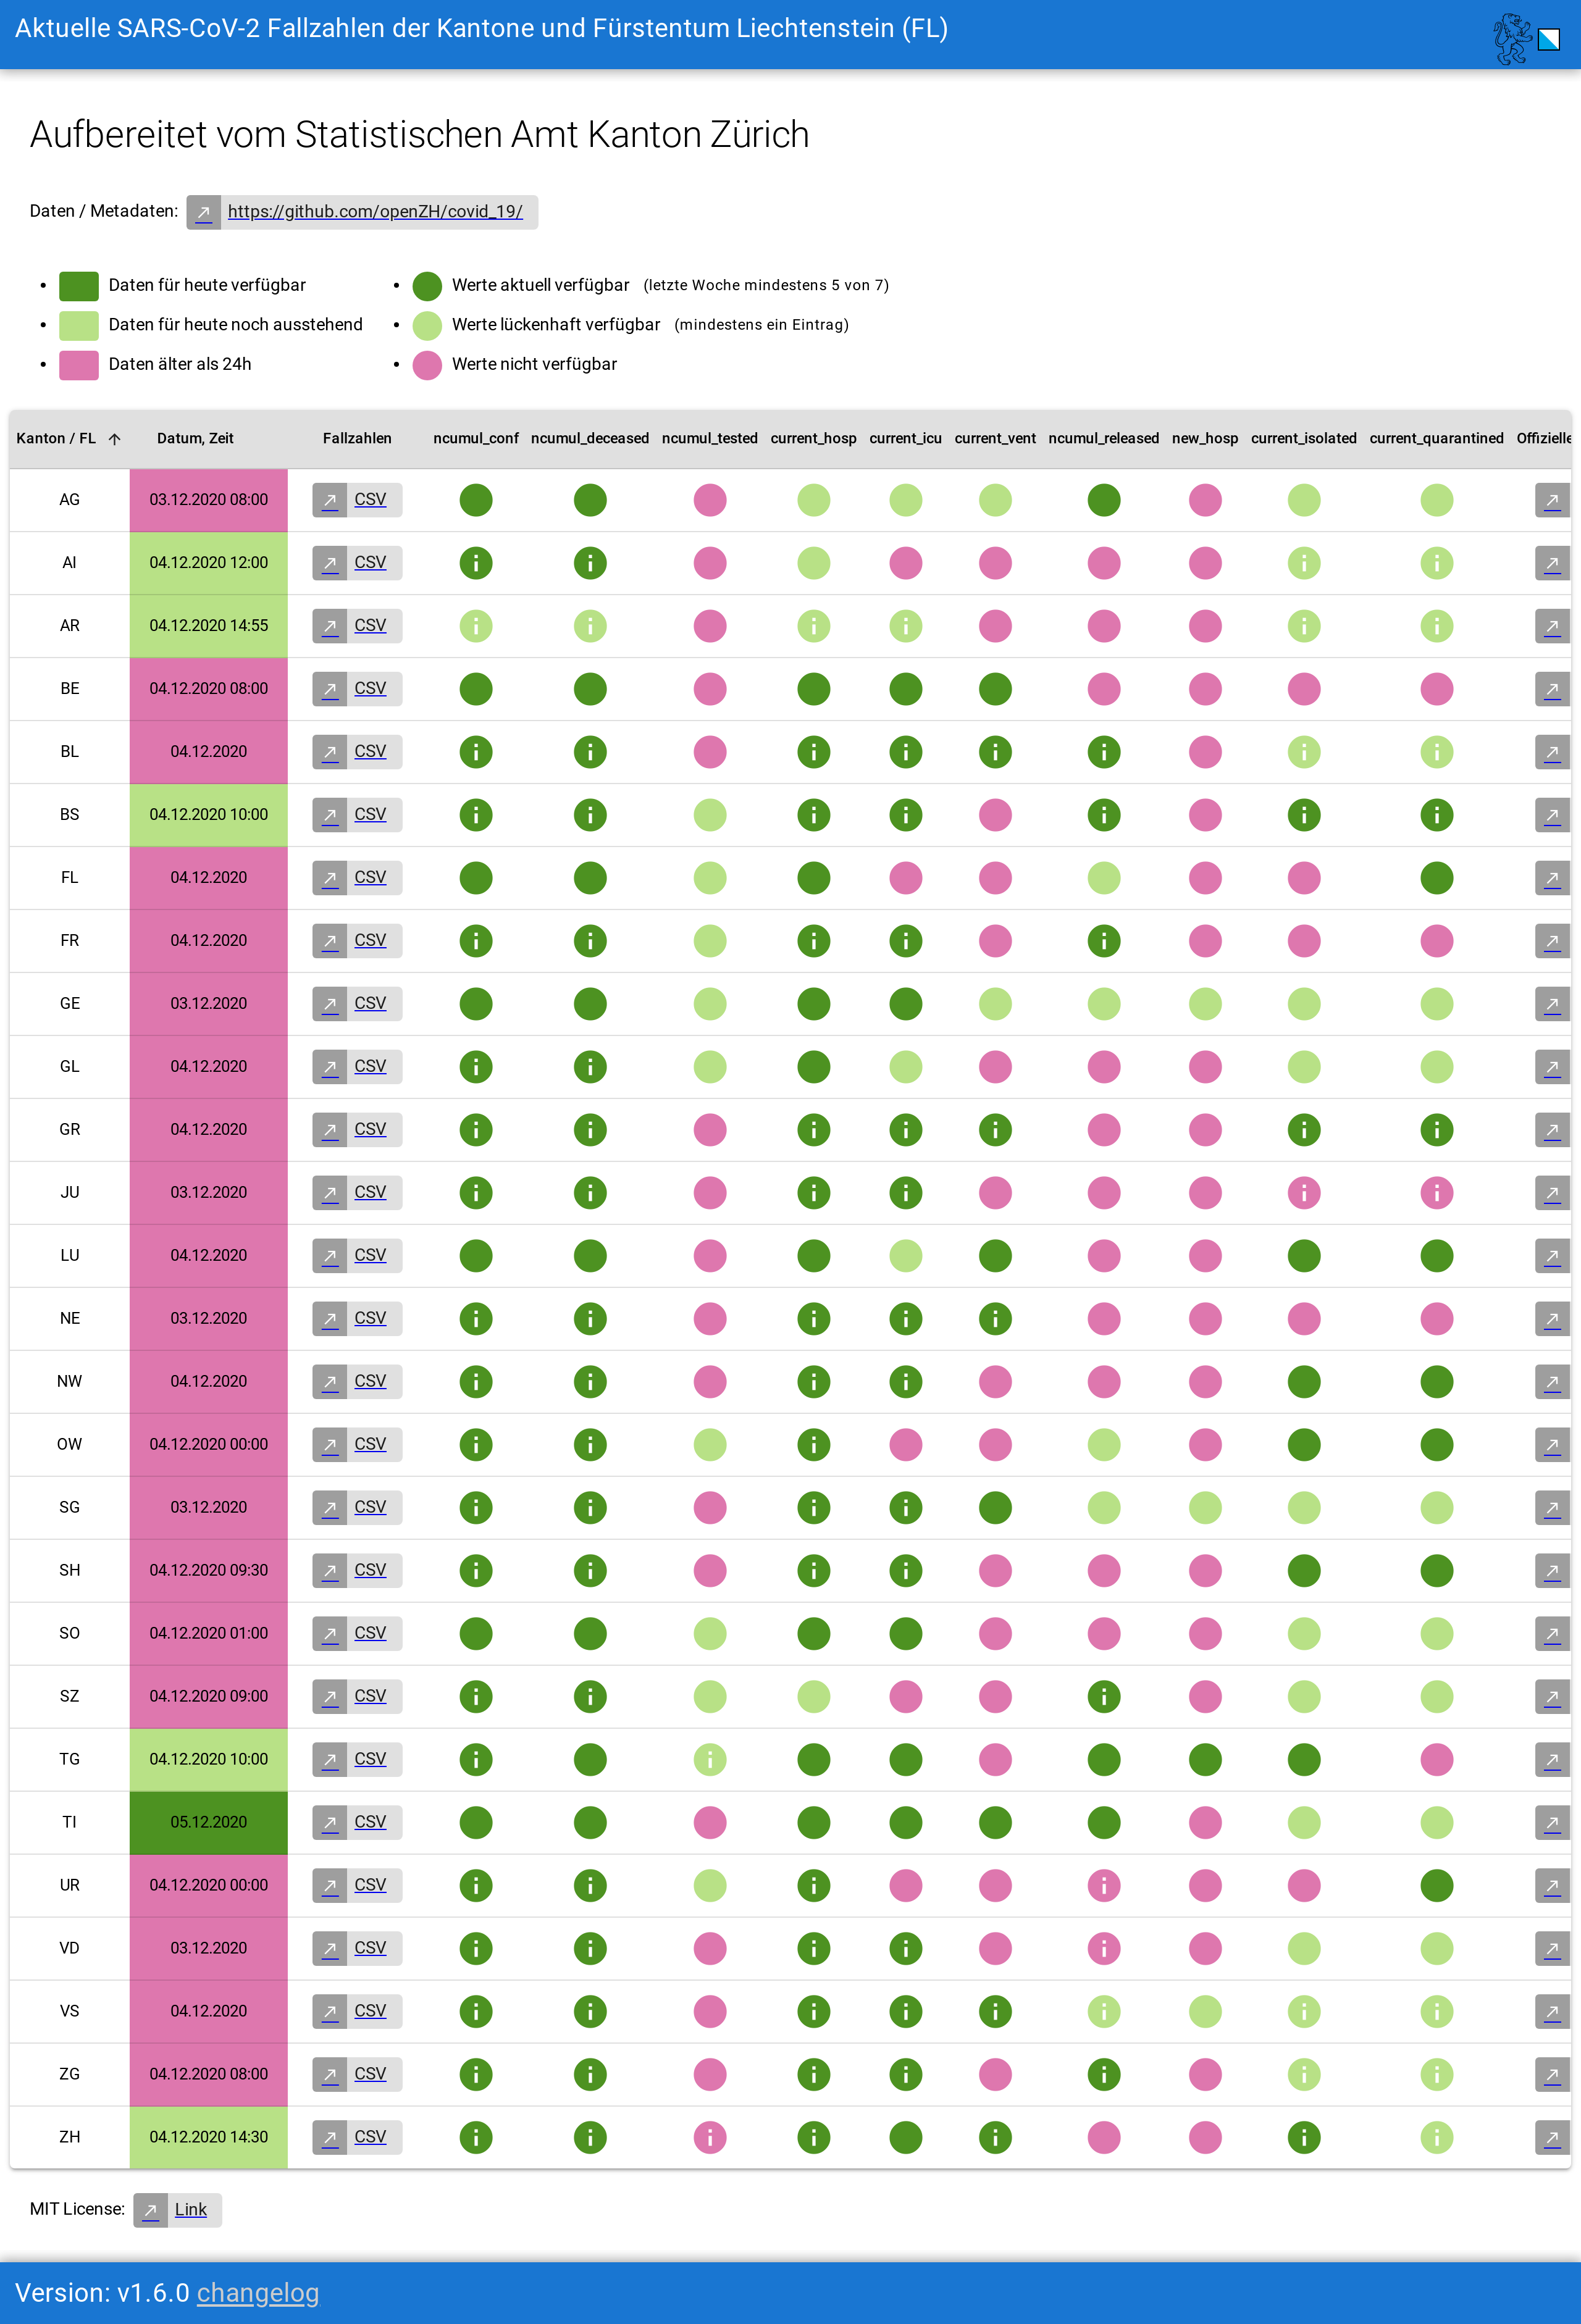 Aktuelle SARS-CoV-2 Fallzahlen der Kantone und Fürstentum Liechtenstein (FL)
Aufbereitet vom Statistischen Amt Kanton Zürich
Daten / Metadaten: https://github.com/openZH/covid_19/
Daten für heute verfügbar
Daten für heute noch ausstehend
Daten älter als 24h
Werte aktuell verfügbar (letzte Woche mindestens 5 von 7)
Werte lückenhaft verfügbar (mindestens ein Eintrag)
Werte nicht verfügbar
Kanton / FL Datum, Zeit Fallzahlen ncumul_conf ncumul_deceased ncumul_tested current_hosp current_icu current_vent ncumul_released new_hosp current_isolated current_quarantined Offizielle
AG 03.12.2020 08:00 CSV
AI 04.12.2020 12:00 CSV
AR 04.12.2020 14:55 CSV
BE 04.12.2020 08:00 CSV
BL 04.12.2020 CSV
BS 04.12.2020 10:00 CSV
FL 04.12.2020 CSV
FR 04.12.2020 CSV
GE 03.12.2020 CSV
GL 04.12.2020 CSV
GR 04.12.2020 CSV
JU 03.12.2020 CSV
LU 04.12.2020 CSV
NE 03.12.2020 CSV
NW 04.12.2020 CSV
OW 04.12.2020 00:00 CSV
SG 03.12.2020 CSV
SH 04.12.2020 09:30 CSV
SO 04.12.2020 01:00 CSV
SZ 04.12.2020 09:00 CSV
TG 04.12.2020 10:00 CSV
TI 05.12.2020 CSV
UR 04.12.2020 00:00 CSV
VD 03.12.2020 CSV
VS 04.12.2020 CSV
ZG 04.12.2020 08:00 CSV
ZH 04.12.2020 14:30 CSV
MIT License: Link
Version: v1.6.0 changelog